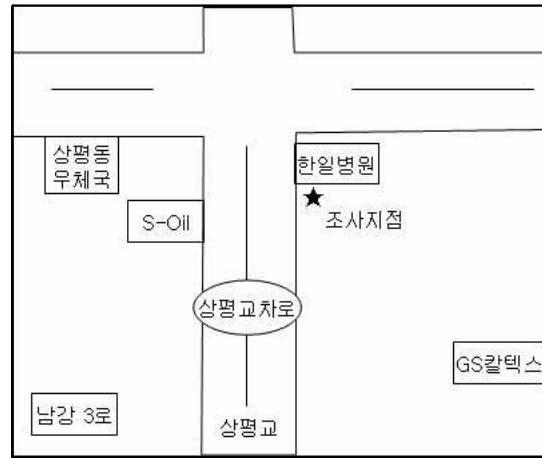 상평동
우체국
한일병원
S-Oil
조사지점
상평교차로
GS칼텍스
남강 3로
상평교